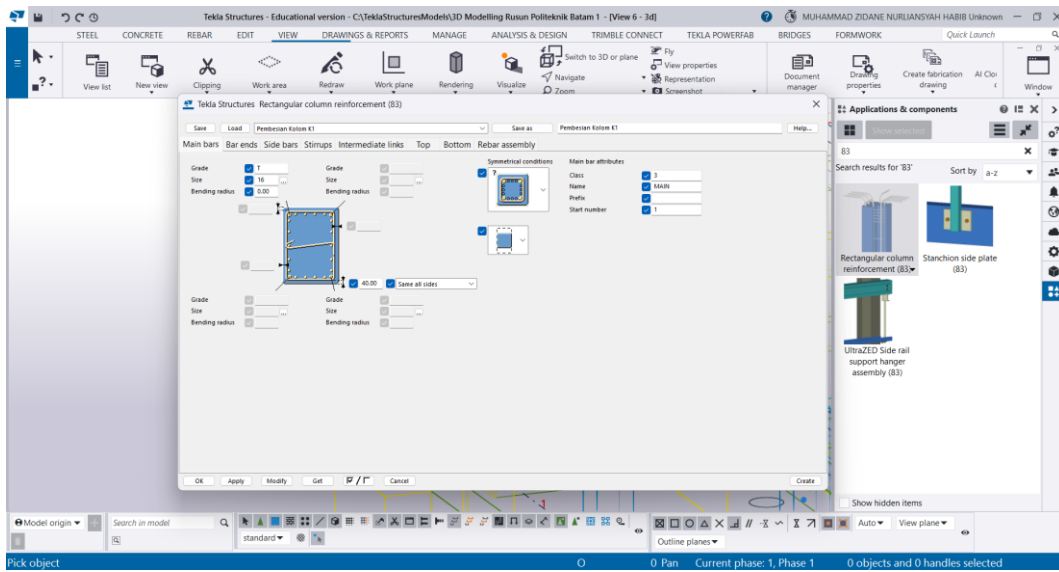 Tekla Structures - Educational version - C:\TeklaStructuresModels\3D Modelling Rusun Politeknik Batam 1 - [View 6 - 3d]
MUHAMMAD ZIDANE NURLIANSYAH HABIB Unknown
STEEL CONCRETE REBAR EDIT VIEW DRAWINGS & REPORTS MANAGE ANALYSIS & DESIGN TRIMBLE CONNECT TEKLA POWERFAB BRIDGES FORMWORK Quick Launch
View list New view Clipping Work area Redraw Work plane Rendering Visualize
Switch to 3D or plane
Navigate
Zoom
Fly
View properties
Representation
Screenshot
Document manager
Drawing properties
Create fabrication drawing
AI Clo
Window
Tekla Structures Rectangular column reinforcement (83)
Save Load Pembesian Kolom K1 Save as Pembesian Kolom K1 Help...
Main bars Bar ends Side bars Stirrups Intermediate links Top Bottom Rebar assembly
Grade T Grade
Size 16 ... Size ...
Bending radius 0.00 Bending radius
Symmetrical conditions
?
Main bar attributes
Class 3
Name MAIN
Prefix
Start number 1
40.00 Same all sides
Grade Grade
Size ... Size ...
Bending radius Bending radius
OK Apply Modify Get Cancel Create
Applications & components
Show selected
83
Search results for '83' Sort by a-z
Rectangular column reinforcement (83)
Stanchion side plate (83)
UltraZED Side rail support hanger assembly (83)
Show hidden items
Model origin Search in model
standard
Auto View plane
Outline planes
Pick object O 0 Pan Current phase: 1, Phase 1 0 objects and 0 handles selected